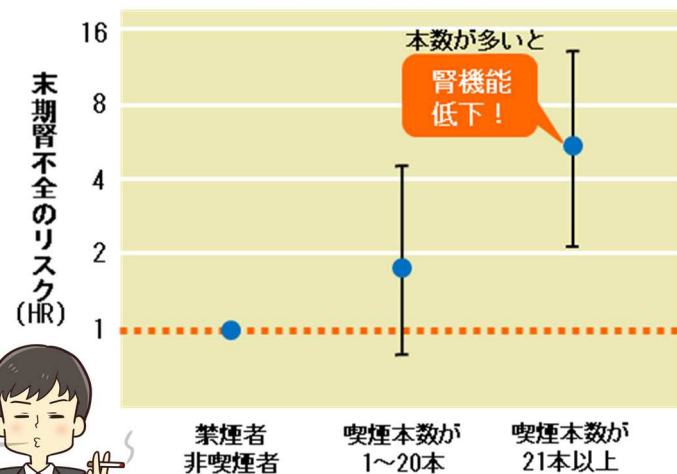 16
8
4
2
1
末期腎不全のリスク
(HR)
本数が多いと
腎機能
低下！
禁煙者
非喫煙者
喫煙本数が
1～20本
喫煙本数が
21本以上